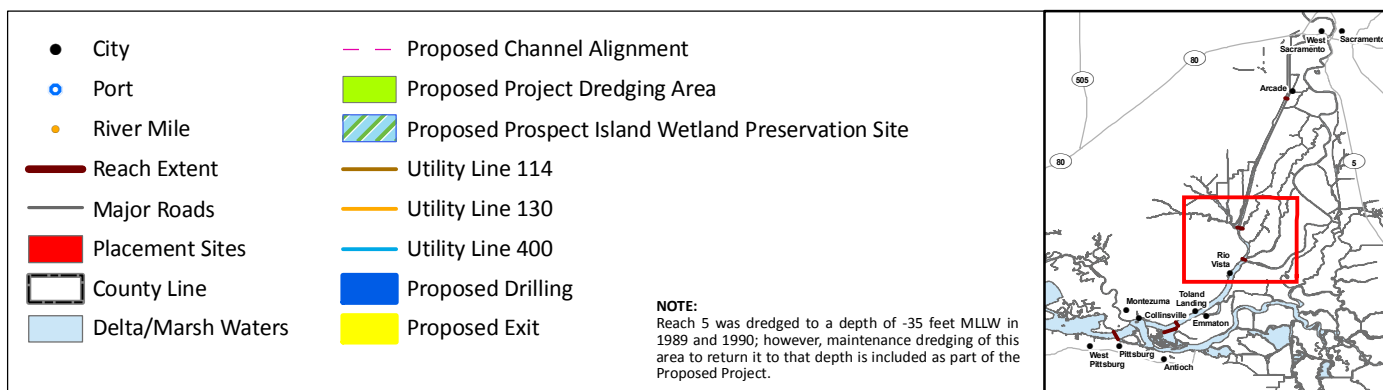 City
Port
River Mile
Reach Extent
Major Roads
Placement Sites
County Line
Delta/Marsh Waters
Proposed Channel Alignment
Proposed Project Dredging Area
Proposed Prospect Island Wetland Preservation Site
Utility Line 114
Utility Line 130
Utility Line 400
Proposed Drilling
Proposed Exit
NOTE:
Reach 5 was dredged to a depth of -35 feet MLLW in
1989 and 1990; however, maintenance dredging of this
area to return it to that depth is included as part of the
Proposed Project.
West
Sacramento
Sacramento
80
505
Arcade
80
5
Rio
Vista
Toland
Landing
Montezuma
Collinsville
Emmaton
West
Pittsburg
Pittsburg
Antioch